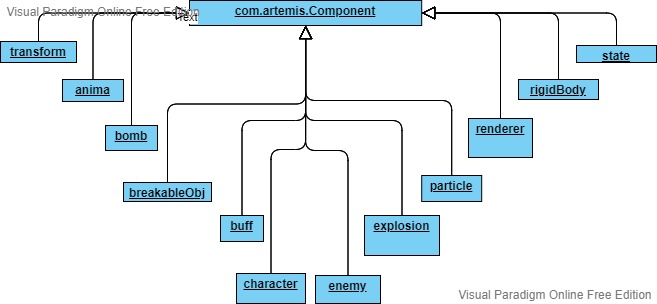 Visual Paradigm Online Free Edition
com.artemis.Component
Text
transform
state
anima
rigidBody
bomb
renderer
breakableObj
particle
buff
explosion
character
enemy
Visual Paradigm Online Free Edition